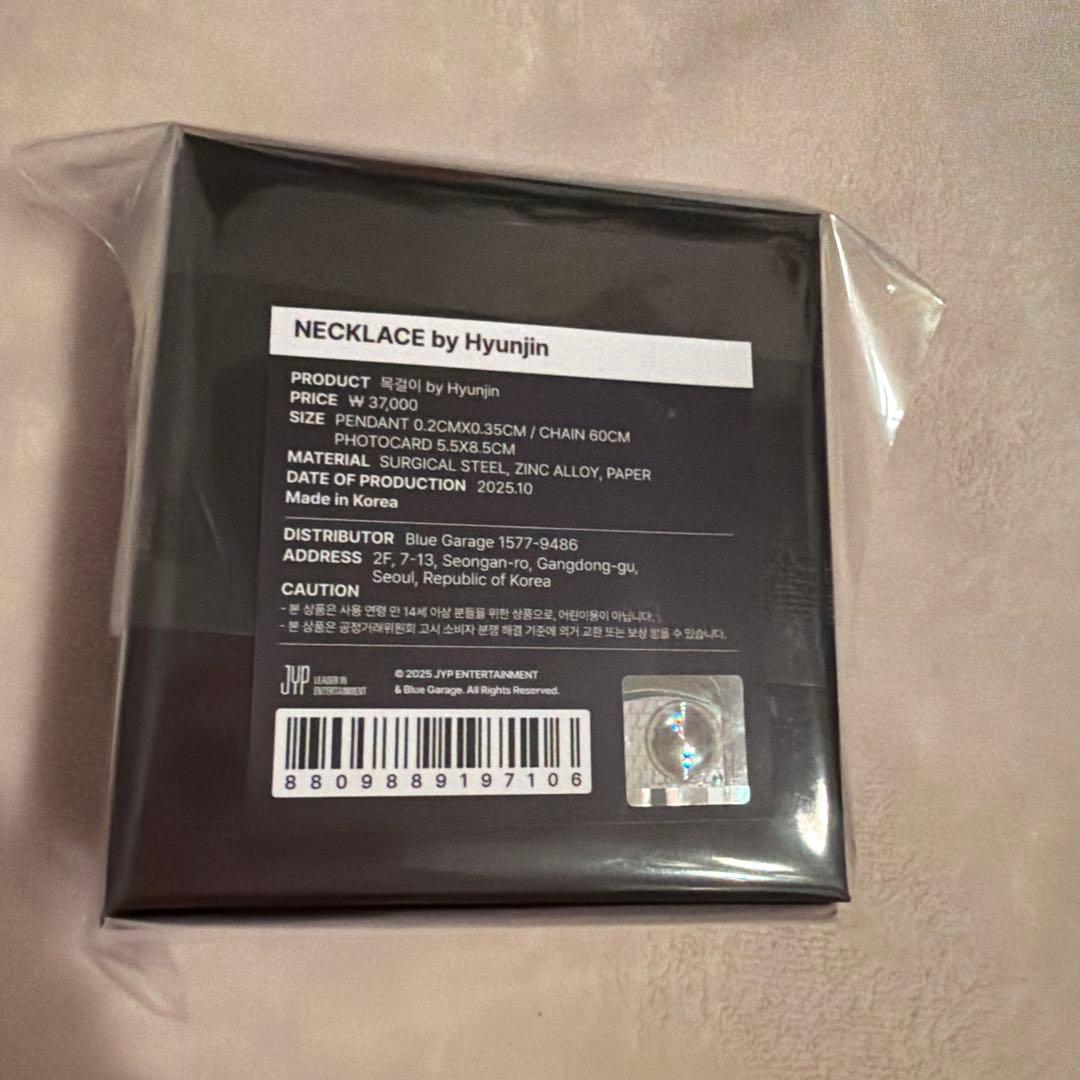 NECKLACE by Hyunjin
PRODUCT 목걸이 by Hyunjin
PRICE ₩ 37,000
SIZE PENDANT 0.2CMX0.35CM / CHAIN 60CM
PHOTOCARD 5.5X8.5CM
MATERIAL SURGICAL STEEL, ZINC ALLOY, PAPER
DATE OF PRODUCTION 2025.10
Made in Korea
DISTRIBUTOR Blue Garage 1577-9486
ADDRESS 2F, 7-13, Seongan-ro, Gangdong-gu,
Seoul, Republic of Korea
CAUTION
- 본 상품은 사용 연령 만 14세 이상 분들을 위한 상품으로, 어린이용이 아닙니다.
- 본 상품은 공정거래위원회 고시 소비자 분쟁 해결 기준에 의거 교환 또는 보상 받을 수 있습니다.
JYP LEADER IN
ENTERTAINMENT
© 2025 JYP ENTERTAINMENT
& Blue Garage. All Rights Reserved.
8809889197106